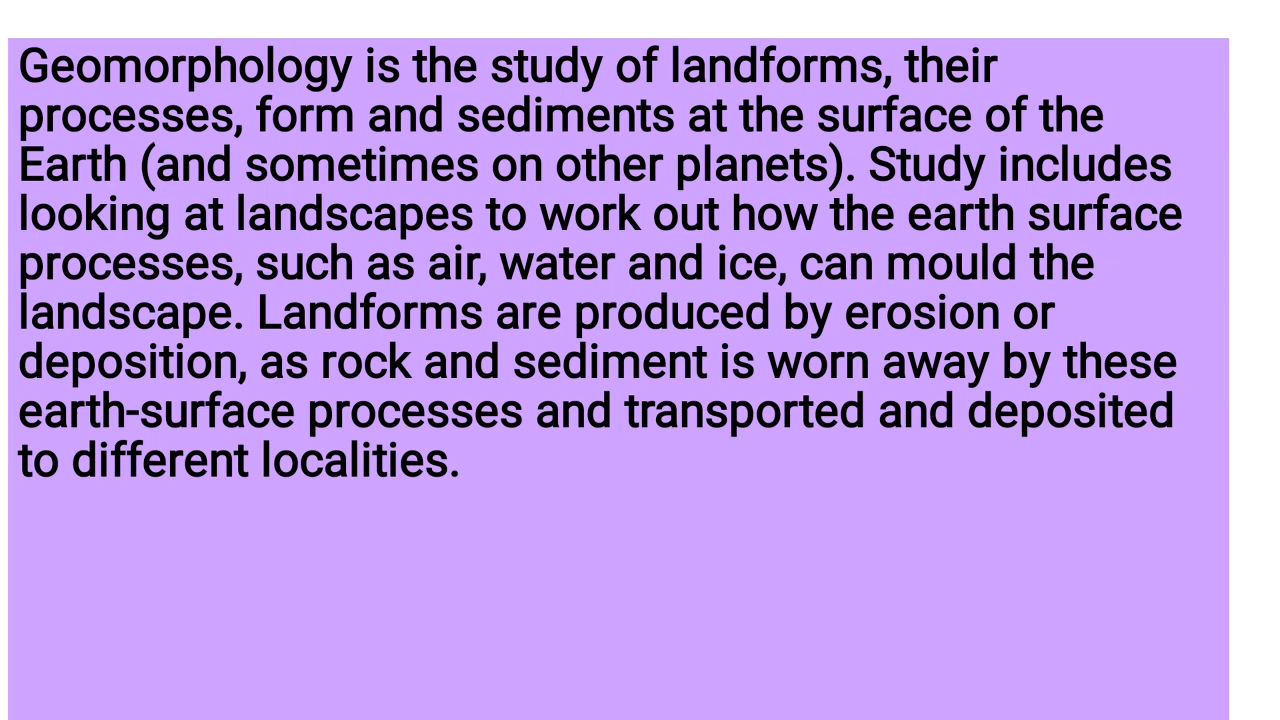 Geomorphology is the study of landforms, their
processes, form and sediments at the surface of the
Earth (and sometimes on other planets). Study includes
looking at landscapes to work out how the earth surface
processes, such as air, water and ice, can mould the
landscape. Landforms are produced by erosion or
deposition, as rock and sediment is worn away by these
earth-surface processes and transported and deposited
to different localities.